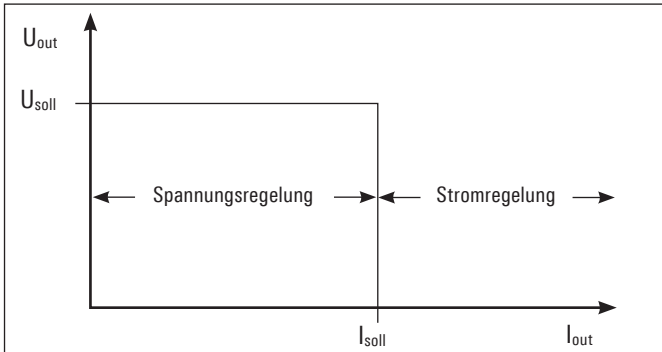 Uout
Usoll
Spannungsregelung Stromregelung
Isoll Iout